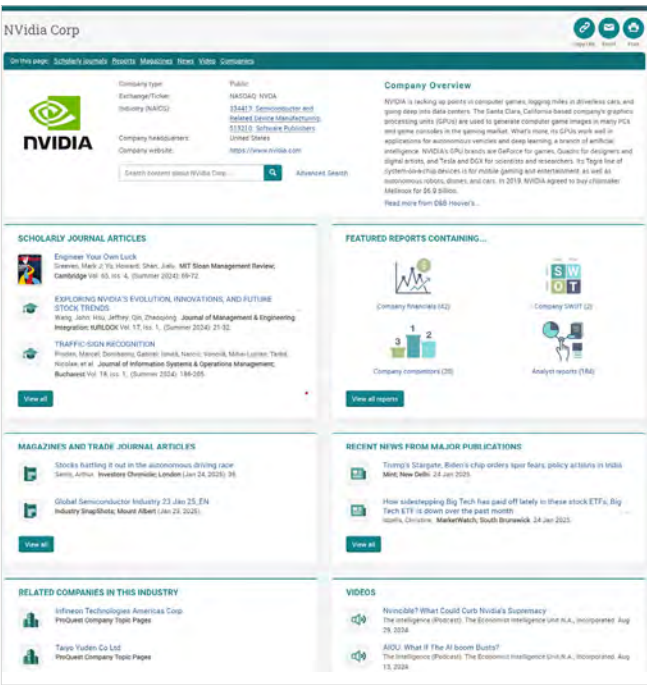 NVidia Corp
Copy Link Email Print
On this page: Scholarly Journals Reports Magazines News Video Companies
NVIDIA
Company type: Public
Exchange/Ticker: NASDAQ: NVDA
Industry (NAICS): 334413: Semiconductor and
Related Device Manufacturing;
513210: Software Publishers
Company headquarters: United States
Company website: https://www.nvidia.com
Search content about NVidia Corp...
Advanced Search
Company Overview
NVIDIA is racking up points in computer games, logging miles in driverless cars, and
going deep into data centers. The Santa Clara, California based company's graphics
processing units (GPUs) are used to generate computer game images in many PCs
and game consoles in the gaming market. What's more, its GPUs work well in
applications for autonomous vehicles and deep learning, a branch of artificial
intelligence. NVIDIA's GPU brands are GeForce for games, Quadro for designers and
digital artists, and Tesla and DGX for scientists and researchers. Its Tegra line of
system-on-a-chip devices is for mobile gaming and entertainment, as well as
autonomous robots, drones, and cars. In 2019, NVIDIA agreed to buy chipmaker
Mellanox for $6.9 billion.
Read more from D&B Hoover's...
SCHOLARLY JOURNAL ARTICLES
Engineer Your Own Luck
Greeven, Mark J; Yu, Howard; Shan, Jialu. MIT Sloan Management Review;
Cambridge Vol. 65, Iss. 4, (Summer 2024): 69-72.
EXPLORING NVIDIA'S EVOLUTION, INNOVATIONS, AND FUTURE
STOCK TRENDS
Wang, John; Hsu, Jeffrey; Qin, Zhaoqiong. Journal of Management & Engineering
Integration; Vol. 17, Iss. 1, (Summer 2024): 21-32.
TRAFFIC-SIGN RECOGNITION
Nicolae; et al. Journal of Information Systems & Operations Management;
Bucharest Vol. 18, Iss. 1, (Summer 2024):
View all
FEATURED REPORTS CONTAINING...
Company financials (42)
S W O T
Company SWOT (2)
3 1 2
Company competitors (20)
Analyst reports (184)
View all reports
MAGAZINES AND TRADE JOURNAL ARTICLES
Stocks battling it out in the autonomous driving race
Arthur. Investors Chronicle; London (Jan 24, 2025): 36.
Global Semiconductor Industry 23 Jan 25_EN
Industry SnapShots; Mount Albert (Jan 23, 2025).
View all
RECENT NEWS FROM MAJOR PUBLICATIONS
Trump's Stargate, Biden's chip orders spur fears, policy actions in India
Mint; New Delhi. 24 Jan 2025.
How sidestepping Big Tech has paid off lately in these stock ETFs; Big
Tech ETF is down over the past month
Idzelis, Christine. MarketWatch; South Brunswick. 24 Jan 2025.
View all
RELATED COMPANIES IN THIS INDUSTRY
Infineon Technologies Americas Corp
ProQuest Company Topic Pages
Taiyo Yuden Co Ltd
ProQuest Company Topic Pages
VIDEOS
Nvincible? What Could Curb Nvidia's Supremacy
The Intelligence (Podcast). The Economist Intelligence Unit N.A., Incorporated. Aug
29, 2024.
AIOU: What If The AI boom Busts?
The Intelligence (Podcast). The Economist Intelligence Unit N.A., Incorporated. Aug
13, 2024.